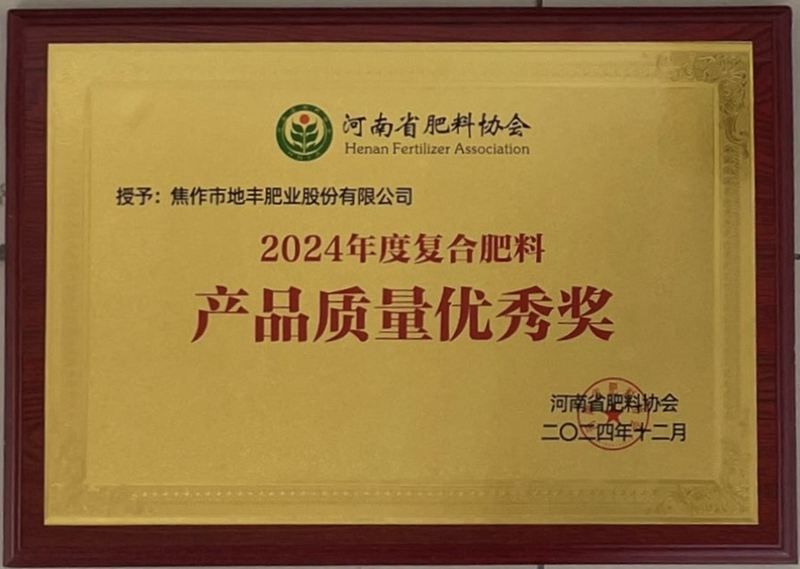 河南省肥料协会
Henan Fertilizer Association
授予：焦作市地丰肥业股份有限公司
2024年度复合肥料
产品质量优秀奖
河南省肥料协会
二〇二四年十二月